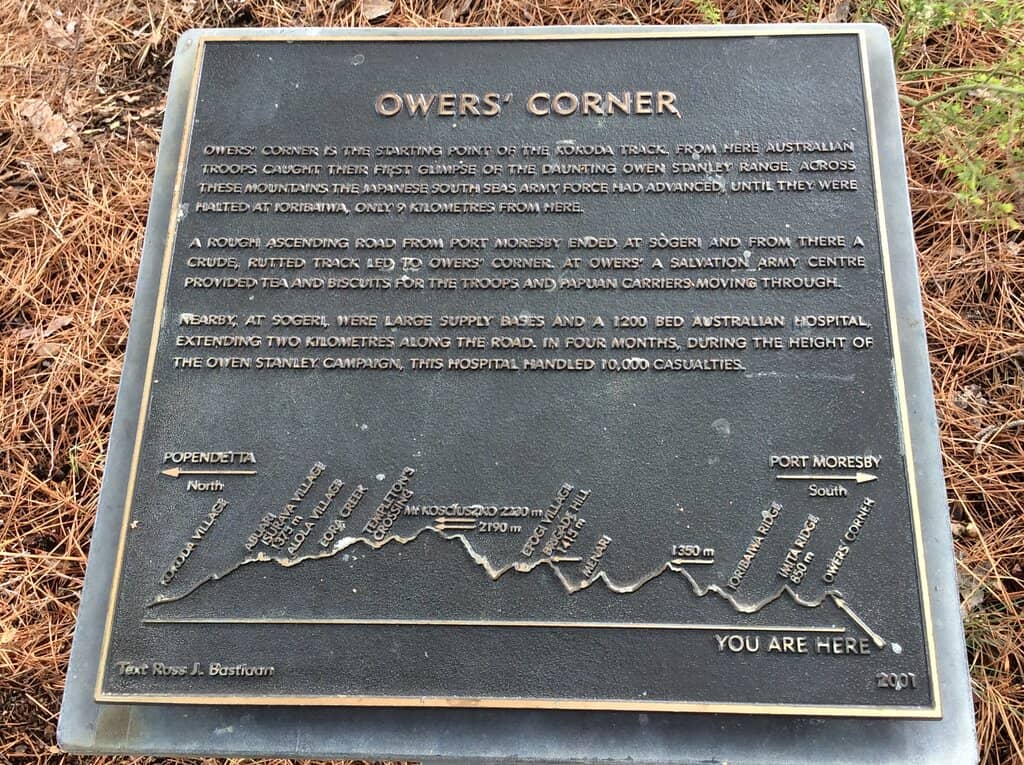 OWERS' CORNER
OWERS' CORNER IS THE STARTING POINT OF THE KOKODA TRACK. FROM HERE AUSTRALIAN
TROOPS CAUGHT THEIR FIRST GLIMPSE OF THE DAUNTING OWEN STANLEY RANGE. ACROSS
THESE MOUNTAINS THE JAPANESE SOUTH SEAS ARMY FORCE HAD ADVANCED, UNTIL THEY WERE
HALTED AT IORIBAIWA, ONLY 9 KILOMETRES FROM HERE.
A ROUGH ASCENDING ROAD FROM PORT MORESBY ENDED AT SOGERI AND FROM THERE A
CRUDE, RUTTED TRACK LED TO OWERS' CORNER. AT OWERS' A SALVATION ARMY CENTRE
PROVIDED TEA AND BISCUITS FOR THE TROOPS AND PAPUAN CARRIERS MOVING THROUGH.
NEARBY, AT SOGERI, WERE LARGE SUPPLY BASES AND A 1200 BED AUSTRALIAN HOSPITAL,
EXTENDING TWO KILOMETRES ALONG THE ROAD. IN FOUR MONTHS, DURING THE HEIGHT OF
THE OWEN STANLEY CAMPAIGN, THIS HOSPITAL HANDLED 10,000 CASUALTIES.
POPENDETTA
North
PORT MORESBY
South
KOKODA VILLAGE
ABUARI
ISURAVA VILLAGE
1373 m
ALOLA VILLAGE
EORA CREEK
TEMPLETON'S
CROSSING
Mt KOSCIUSZKO 2200 m
2190 m
EFOGI VILLAGE
BRIGADE HILL
1415 m
MENARI
1350 m
IORIBAIWA RIDGE
IMITA RIDGE
850 m
OWERS CORNER
YOU ARE HERE
Text Ross J. Bastiaan
2001